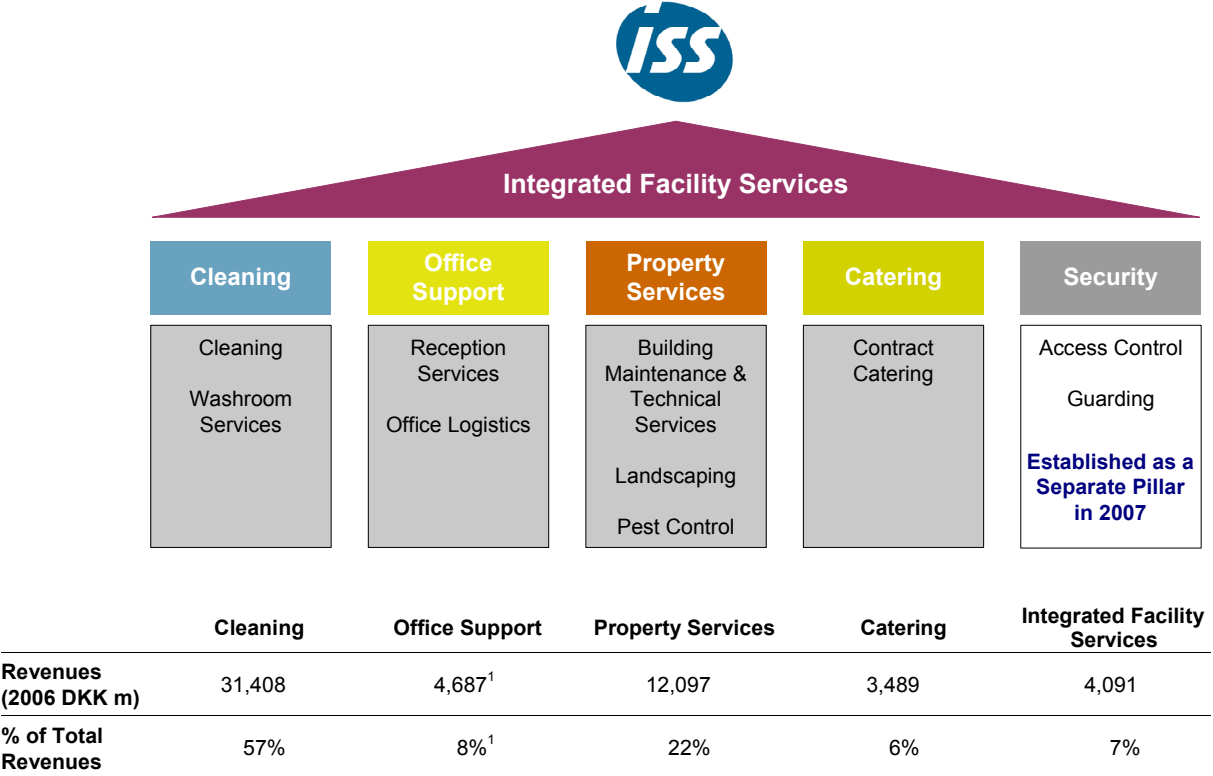 iss
Integrated Facility Services
Cleaning
Office
Support
Property
Services
Catering
Security
Cleaning
Washroom
Services
Reception
Services
Office Logistics
Building
Maintenance &
Technical
Services
Landscaping
Pest Control
Contract
Catering
Access Control
Guarding
Established as a
Separate Pillar
in 2007
Cleaning Office Support Property Services Catering Integrated Facility
Services
Revenues
(2006 DKK m) 31,408 4,687¹ 12,097 3,489 4,091
% of Total
Revenues 57% 8%¹ 22% 6% 7%